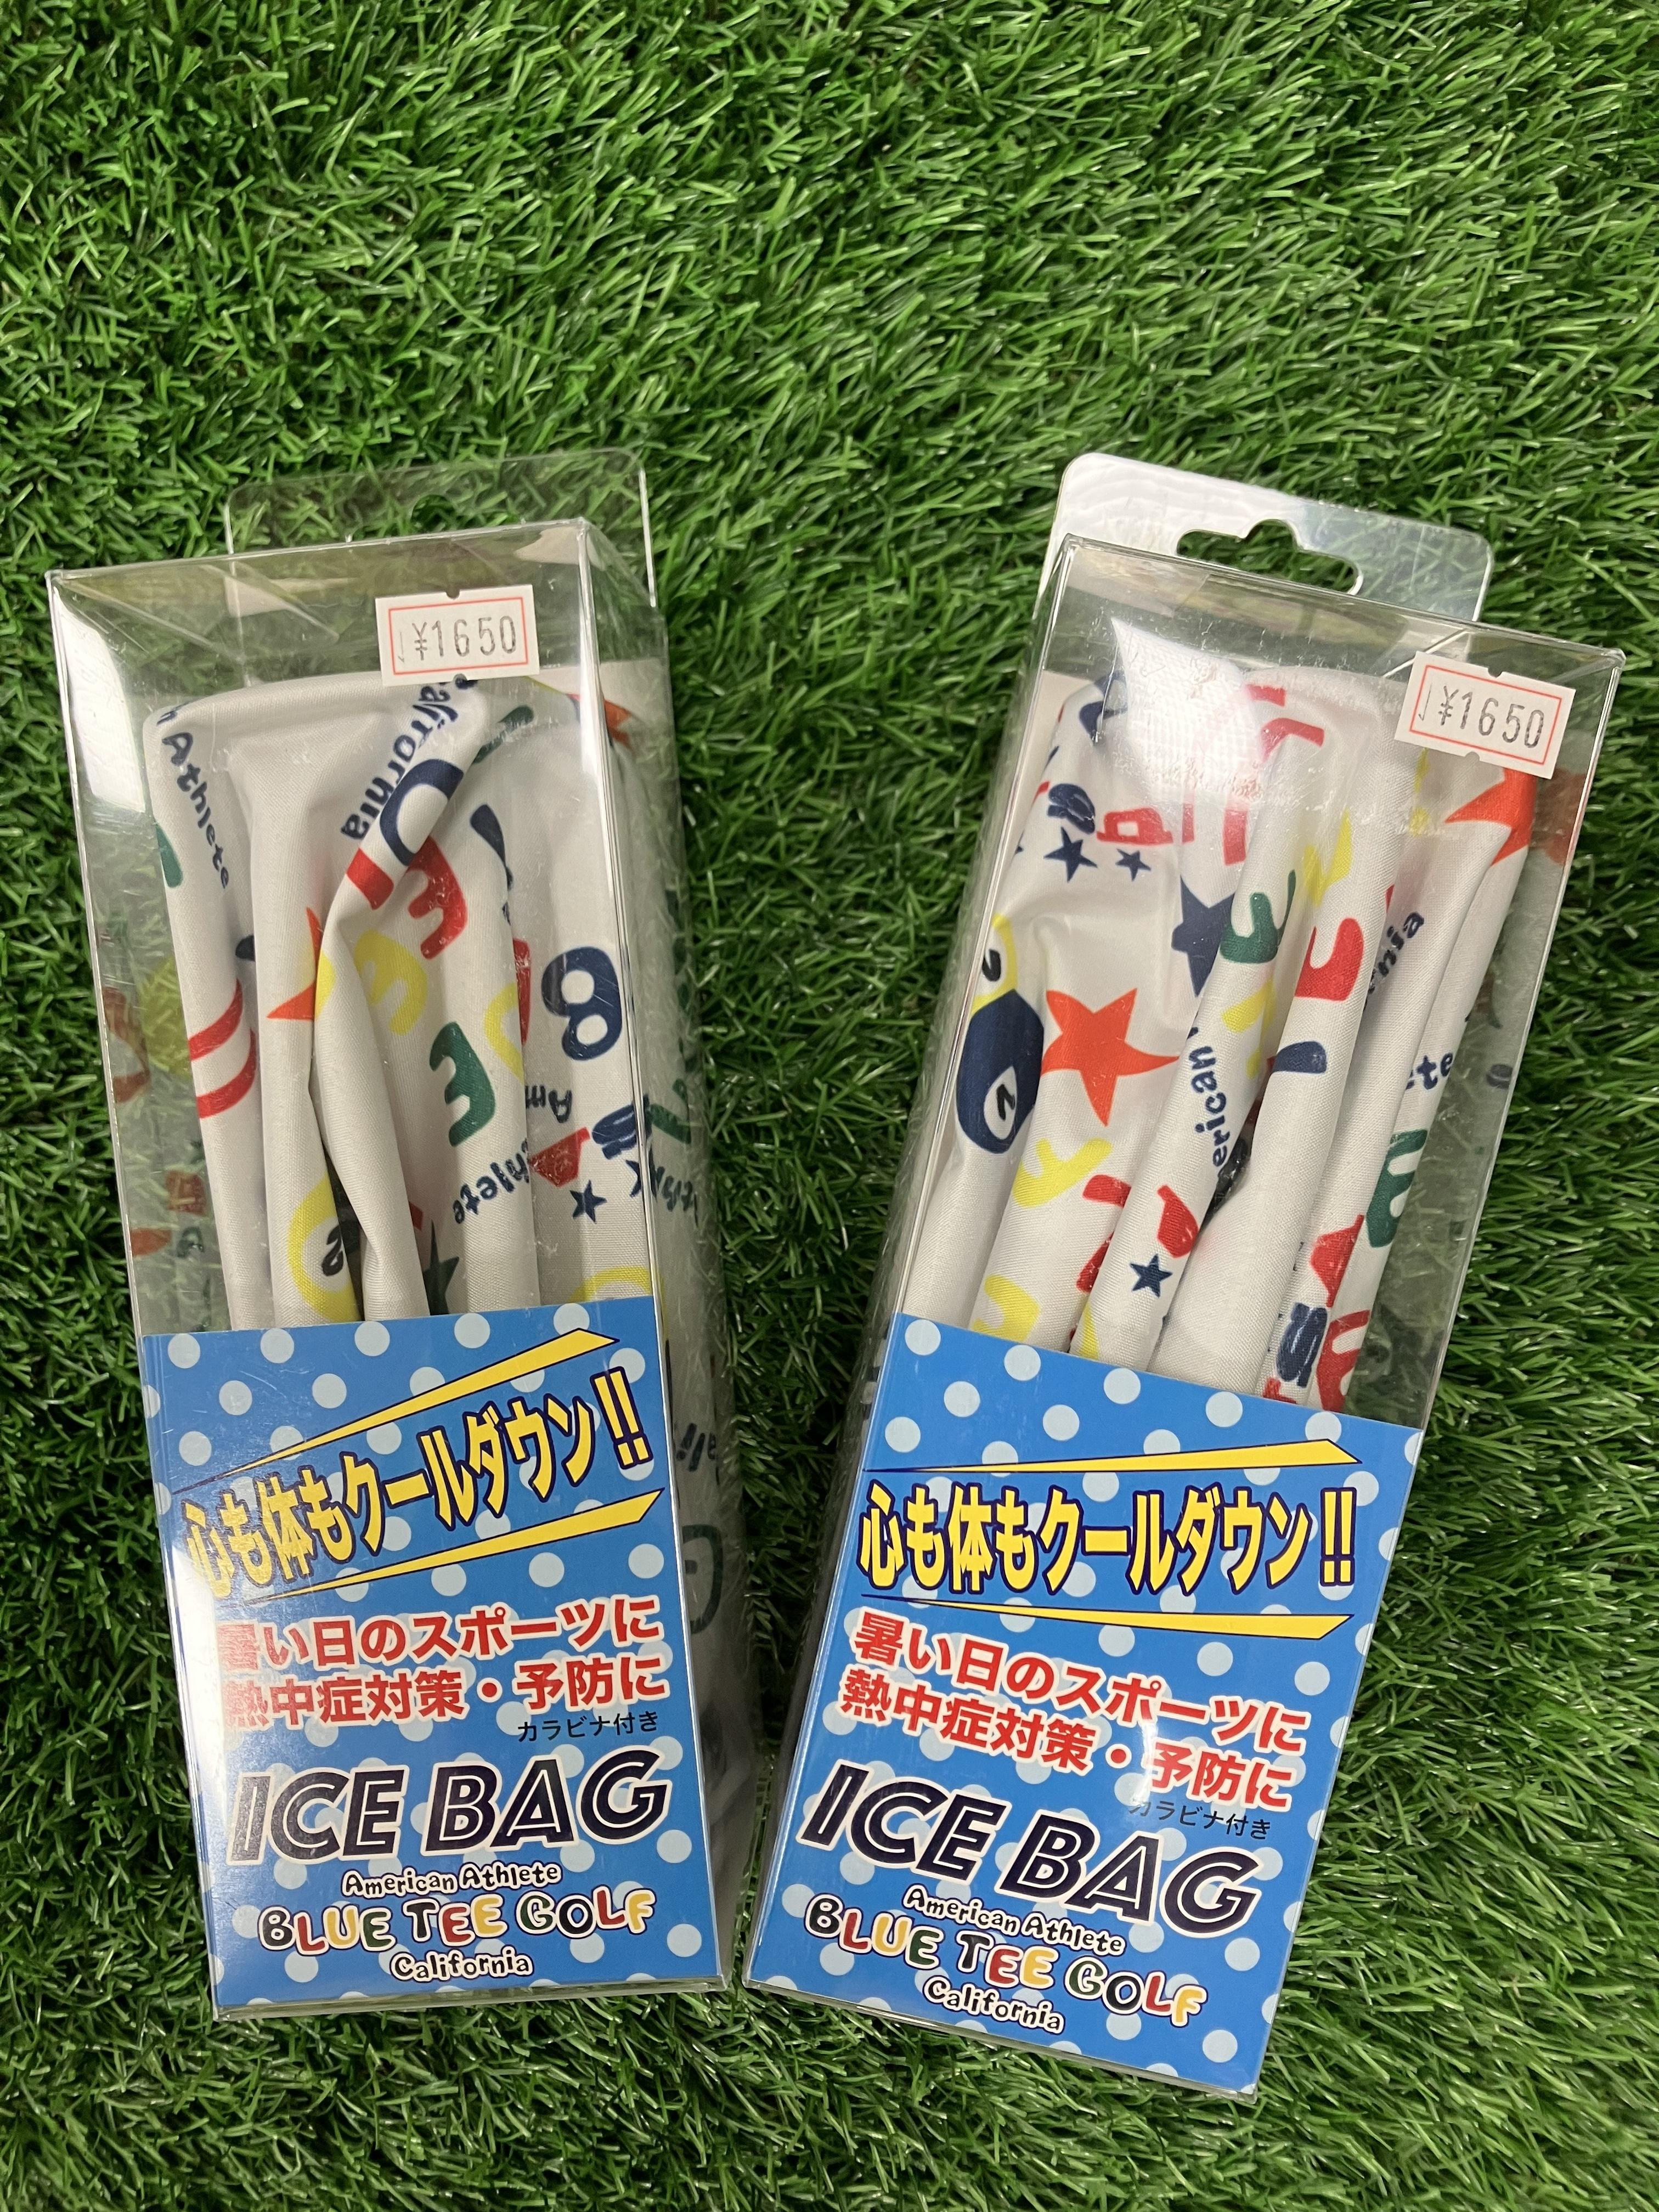 ¥1650
Athlete
California
8
心も体もクールダウン!!
暑い日のスポーツに
熱中症対策・予防に
カラビナ付き
ICE BAG
American Athlete
BLUE TEE GOLF
California
¥1650
erican
心も体もクールダウン!!
暑い日のスポーツに
熱中症対策・予防に
カラビナ付き
ICE BAG
American Athlete
BLUE TEE GOLF
California